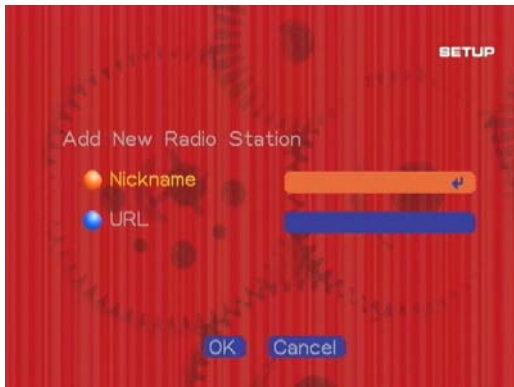 SETUP
Add New Radio Station
Nickname
URL
OK Cancel